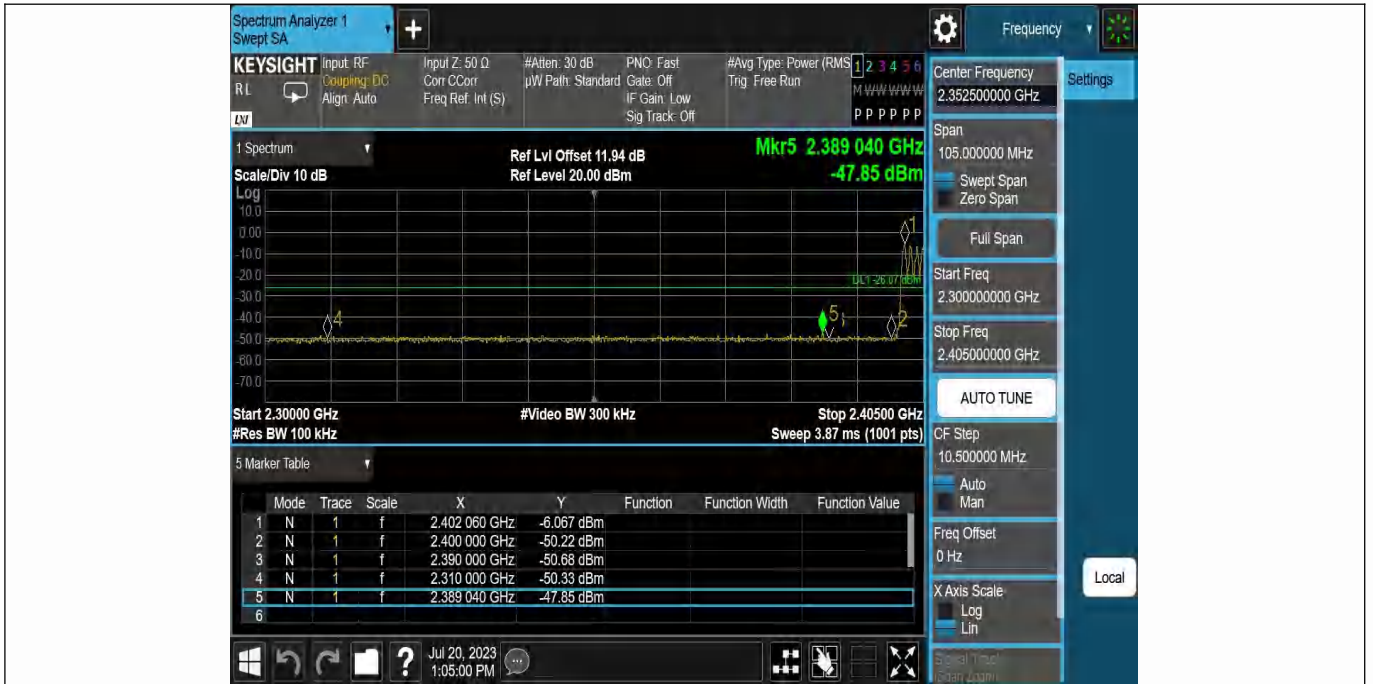 Spectrum Analyzer 1
Swept SA
Frequency
KEYSIGHT
R L
LXI
Input: RF
Coupling: DC
Align: Auto
Input Z: 50 Ω
Corr CCorr
Freq Ref: Int (S)
#Atten: 30 dB
µW Path: Standard
PNO: Fast
Gate: Off
IF Gain: Low
Sig Track: Off
#Avg Type: Power (RMS
Trig: Free Run
1 2 3 4 5 6
M W W W W W
P P P P P P
1 Spectrum
Scale/Div 10 dB
Ref Lvl Offset 11.94 dB
Ref Level 20.00 dBm
Mkr5 2.389 040 GHz
-47.85 dBm
Log
10.0
0.00
-10.0
-20.0
-30.0
-40.0
-50.0
-60.0
-70.0
1
DL1 -26.07 dBm
4
5
2
Start 2.30000 GHz
#Video BW 300 kHz
Stop 2.40500 GHz
#Res BW 100 kHz
Sweep 3.87 ms (1001 pts)
5 Marker Table
Mode Trace Scale X Y Function Function Width Function Value
1 N 1 f 2.402 060 GHz -6.067 dBm
2 N 1 f 2.400 000 GHz -50.22 dBm
3 N 1 f 2.390 000 GHz -50.68 dBm
4 N 1 f 2.310 000 GHz -50.33 dBm
5 N 1 f 2.389 040 GHz -47.85 dBm
6
Jul 20, 2023
1:05:00 PM
Center Frequency
2.352500000 GHz
Settings
Span
105.000000 MHz
Swept Span
Zero Span
Full Span
Start Freq
2.300000000 GHz
Stop Freq
2.405000000 GHz
AUTO TUNE
CF Step
10.500000 MHz
Auto
Man
Freq Offset
0 Hz
X Axis Scale
Log
Lin
Local
Signal Track
(Span Zoom)